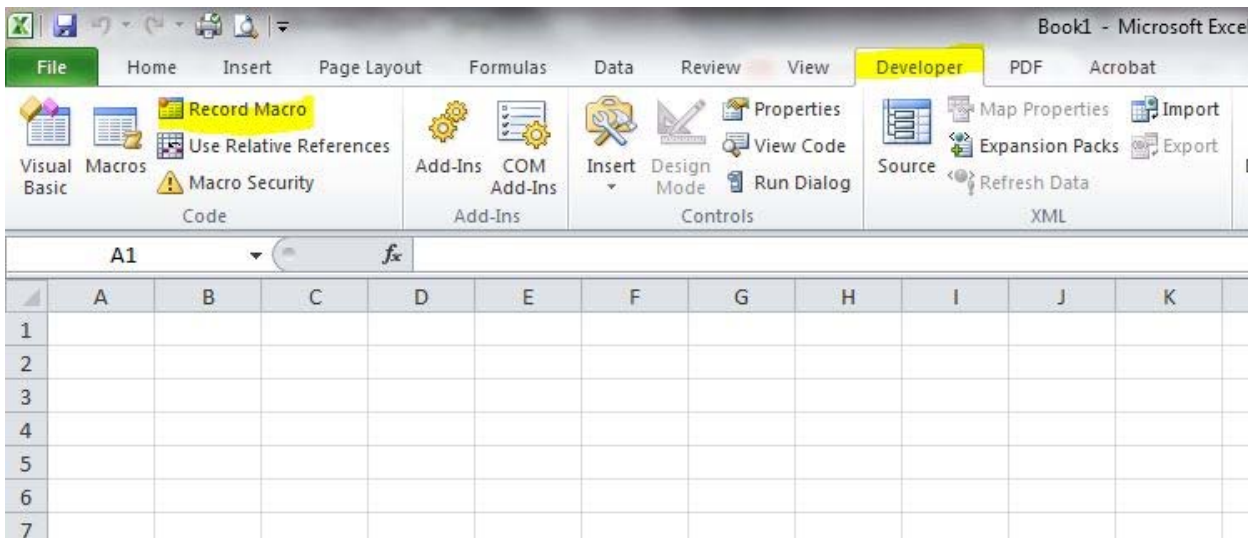 Book1 - Microsoft Exce
File Home Insert Page Layout Formulas Data Review View Developer PDF Acrobat
Record Macro Properties Map Properties Import
Use Relative References View Code Expansion Packs Export
Visual Basic Macros Macro Security Add-Ins COM Add-Ins Insert Design Mode Run Dialog Source Refresh Data
Code Add-Ins Controls XML
A1 fx
A B C D E F G H I J K
1
2
3
4
5
6
7